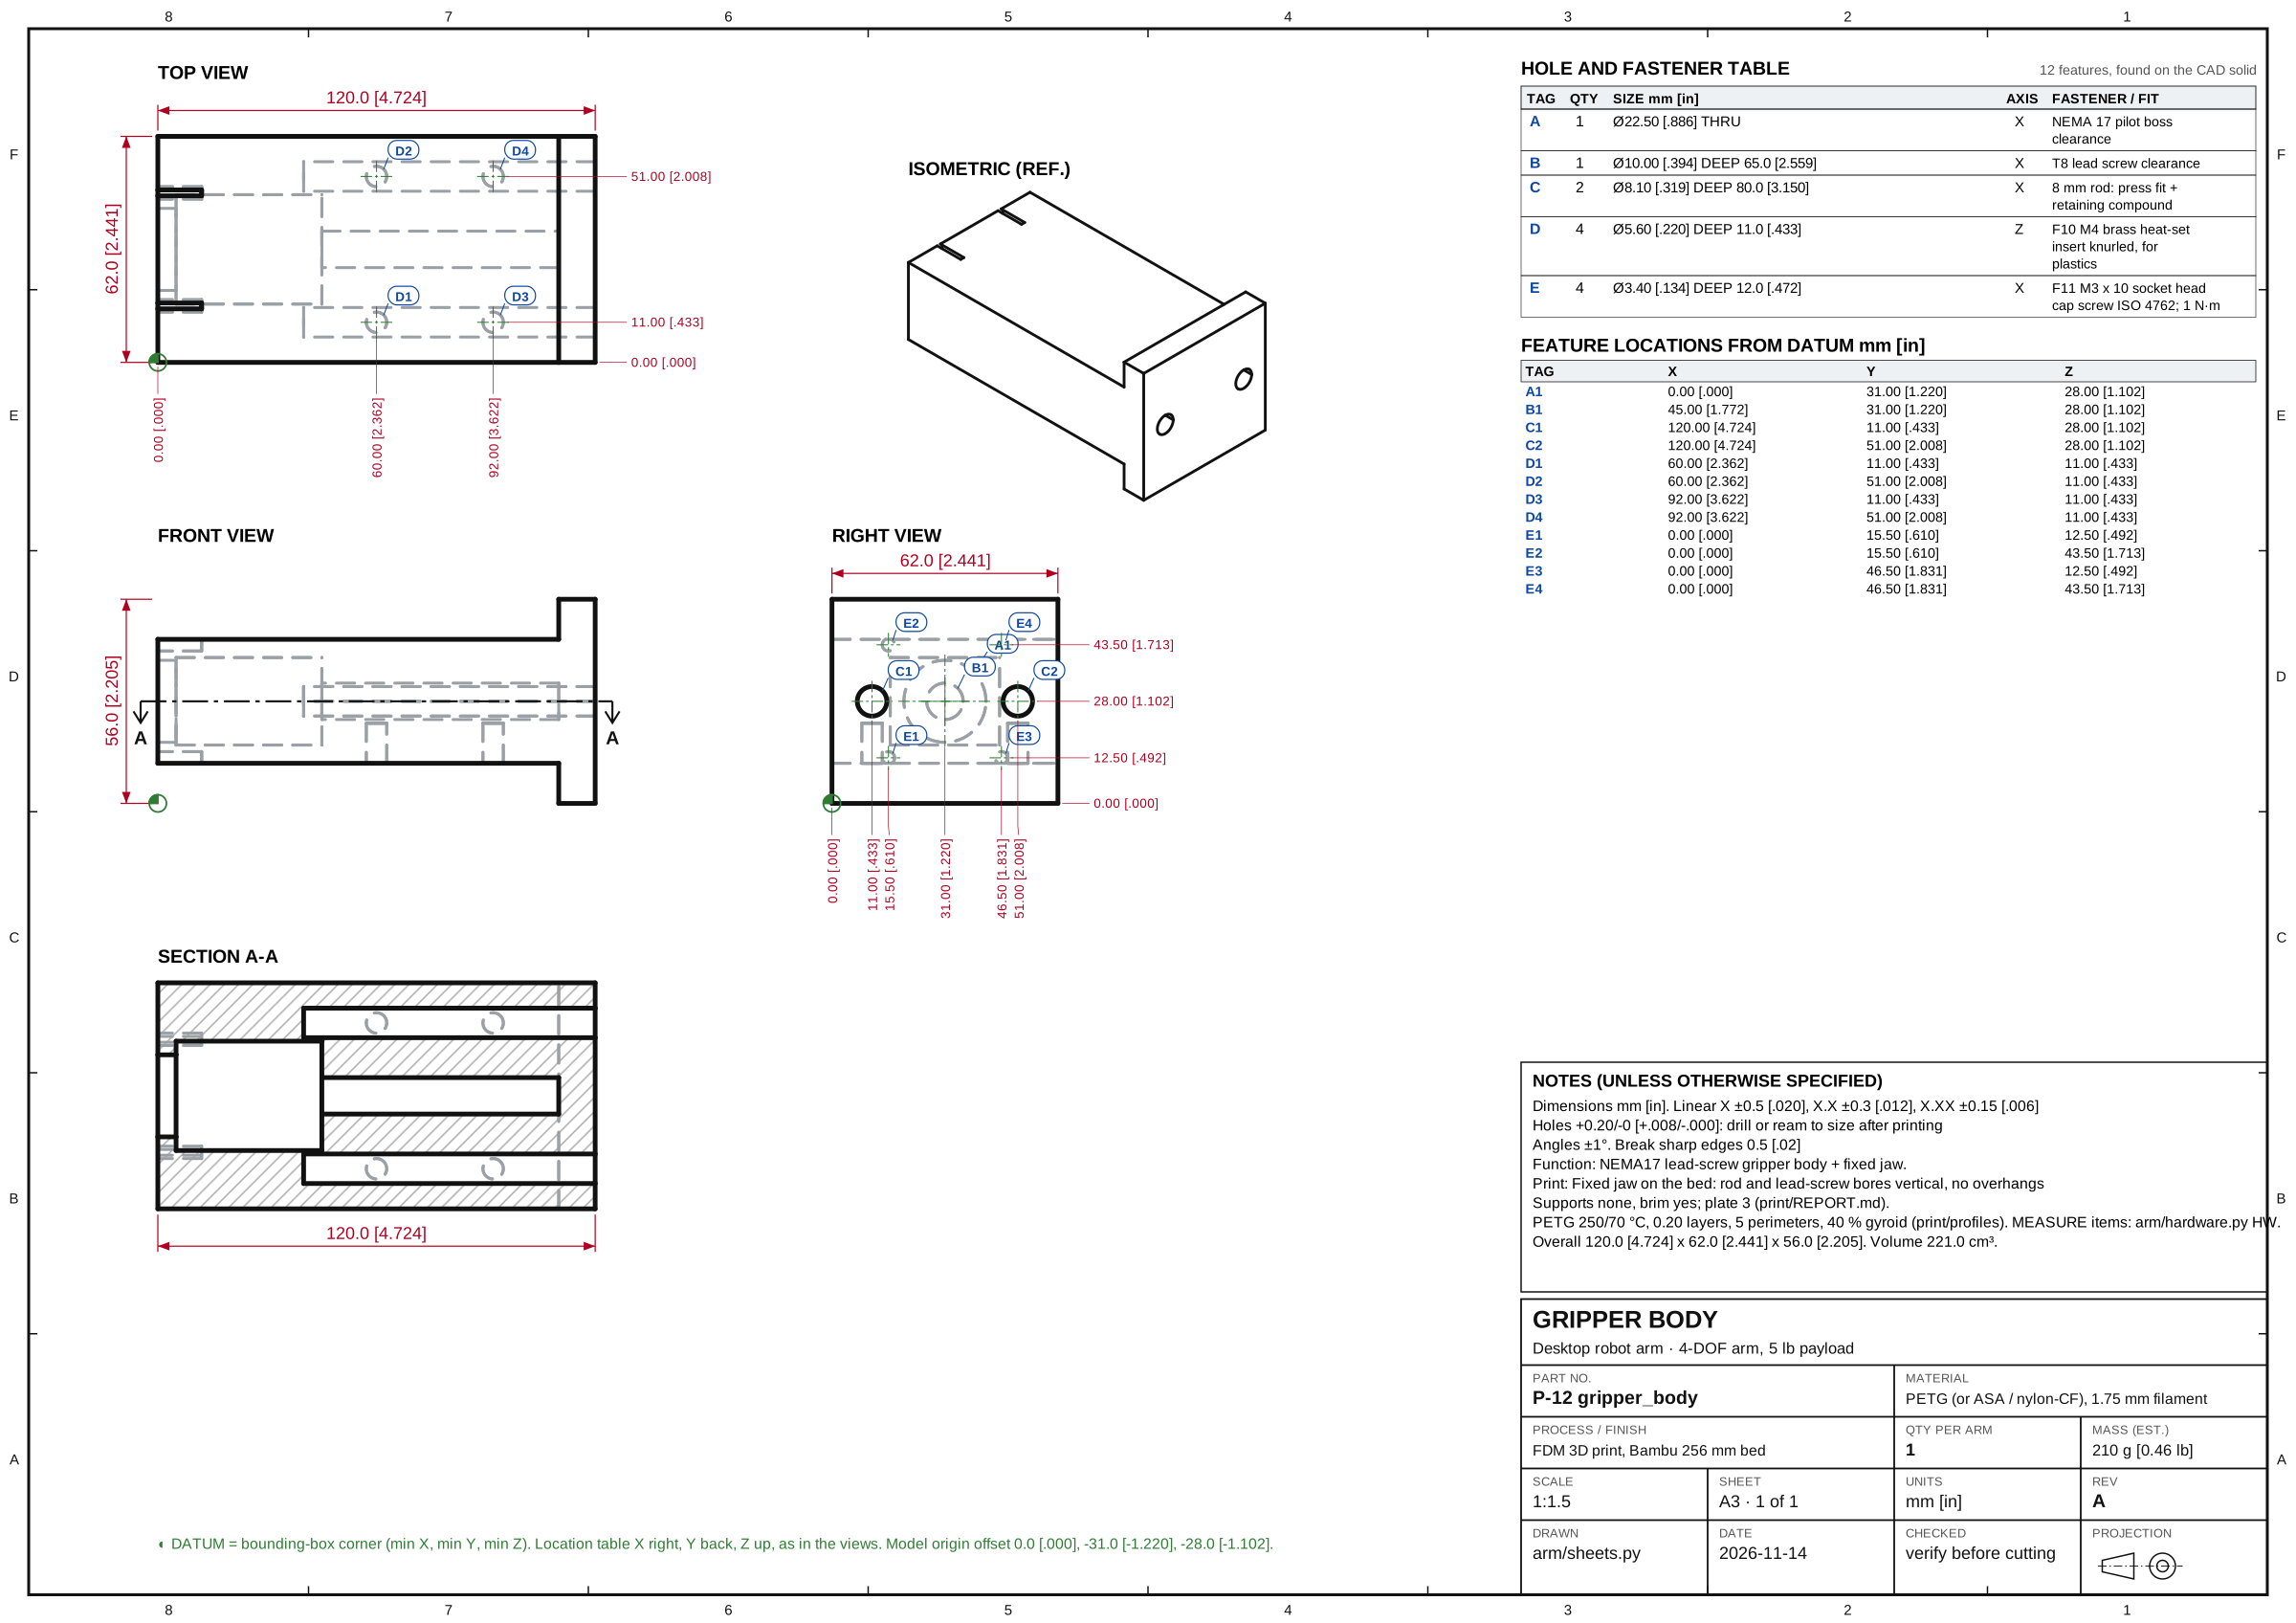 8 7 6 5 4 3 2 1
TOP VIEW
120.0 [4.724]
62.0 [2.441]
D2
D4
D1
D3
51.00 [2.008]
11.00 [.433]
0.00 [.000]
0.00 [.000]
60.00 [2.362]
92.00 [3.622]
ISOMETRIC (REF.)
FRONT VIEW
56.0 [2.205]
A
A
RIGHT VIEW
62.0 [2.441]
E2
E4
A1
B1
C1
C2
E1
E3
43.50 [1.713]
28.00 [1.102]
12.50 [.492]
0.00 [.000]
0.00 [.000]
11.00 [.433]
15.50 [.610]
31.00 [1.220]
46.50 [1.831]
51.00 [2.008]
SECTION A-A
120.0 [4.724]
HOLE AND FASTENER TABLE
12 features, found on the CAD solid
TAG QTY SIZE mm [in] AXIS FASTENER / FIT
A 1 Ø22.50 [.886] THRU X NEMA 17 pilot boss
clearance
B 1 Ø10.00 [.394] DEEP 65.0 [2.559] X T8 lead screw clearance
C 2 Ø8.10 [.319] DEEP 80.0 [3.150] X 8 mm rod: press fit +
retaining compound
D 4 Ø5.60 [.220] DEEP 11.0 [.433] Z F10 M4 brass heat-set
insert knurled, for
plastics
E 4 Ø3.40 [.134] DEEP 12.0 [.472] X F11 M3 x 10 socket head
cap screw ISO 4762; 1 N·m
FEATURE LOCATIONS FROM DATUM mm [in]
TAG X Y Z
A1 0.00 [.000] 31.00 [1.220] 28.00 [1.102]
B1 45.00 [1.772] 31.00 [1.220] 28.00 [1.102]
C1 120.00 [4.724] 11.00 [.433] 28.00 [1.102]
C2 120.00 [4.724] 51.00 [2.008] 28.00 [1.102]
D1 60.00 [2.362] 11.00 [.433] 11.00 [.433]
D2 60.00 [2.362] 51.00 [2.008] 11.00 [.433]
D3 92.00 [3.622] 11.00 [.433] 11.00 [.433]
D4 92.00 [3.622] 51.00 [2.008] 11.00 [.433]
E1 0.00 [.000] 15.50 [.610] 12.50 [.492]
E2 0.00 [.000] 15.50 [.610] 43.50 [1.713]
E3 0.00 [.000] 46.50 [1.831] 12.50 [.492]
E4 0.00 [.000] 46.50 [1.831] 43.50 [1.713]
NOTES (UNLESS OTHERWISE SPECIFIED)
Dimensions mm [in]. Linear X ±0.5 [.020], X.X ±0.3 [.012], X.XX ±0.15 [.006]
Holes +0.20/-0 [+.008/-.000]: drill or ream to size after printing
Angles ±1°. Break sharp edges 0.5 [.02]
Function: NEMA17 lead-screw gripper body + fixed jaw.
Print: Fixed jaw on the bed: rod and lead-screw bores vertical, no overhangs
Supports none, brim yes; plate 3 (print/REPORT.md).
PETG 250/70 °C, 0.20 layers, 5 perimeters, 40 % gyroid (print/profiles). MEASURE items: arm/hardware.py HW.
Overall 120.0 [4.724] x 62.0 [2.441] x 56.0 [2.205]. Volume 221.0 cm³.
GRIPPER BODY
Desktop robot arm · 4-DOF arm, 5 lb payload
PART NO.
P-12 gripper_body
MATERIAL
PETG (or ASA / nylon-CF), 1.75 mm filament
PROCESS / FINISH
FDM 3D print, Bambu 256 mm bed
QTY PER ARM
1
MASS (EST.)
210 g [0.46 lb]
SCALE
1:1.5
SHEET
A3 · 1 of 1
UNITS
mm [in]
REV
A
DRAWN
arm/sheets.py
DATE
2026-11-14
CHECKED
verify before cutting
PROJECTION
DATUM = bounding-box corner (min X, min Y, min Z). Location table X right, Y back, Z up, as in the views. Model origin offset 0.0 [.000], -31.0 [-1.220], -28.0 [-1.102].
F
E
D
C
B
A
F
E
D
C
B
A
8 7 6 5 4 3 2 1